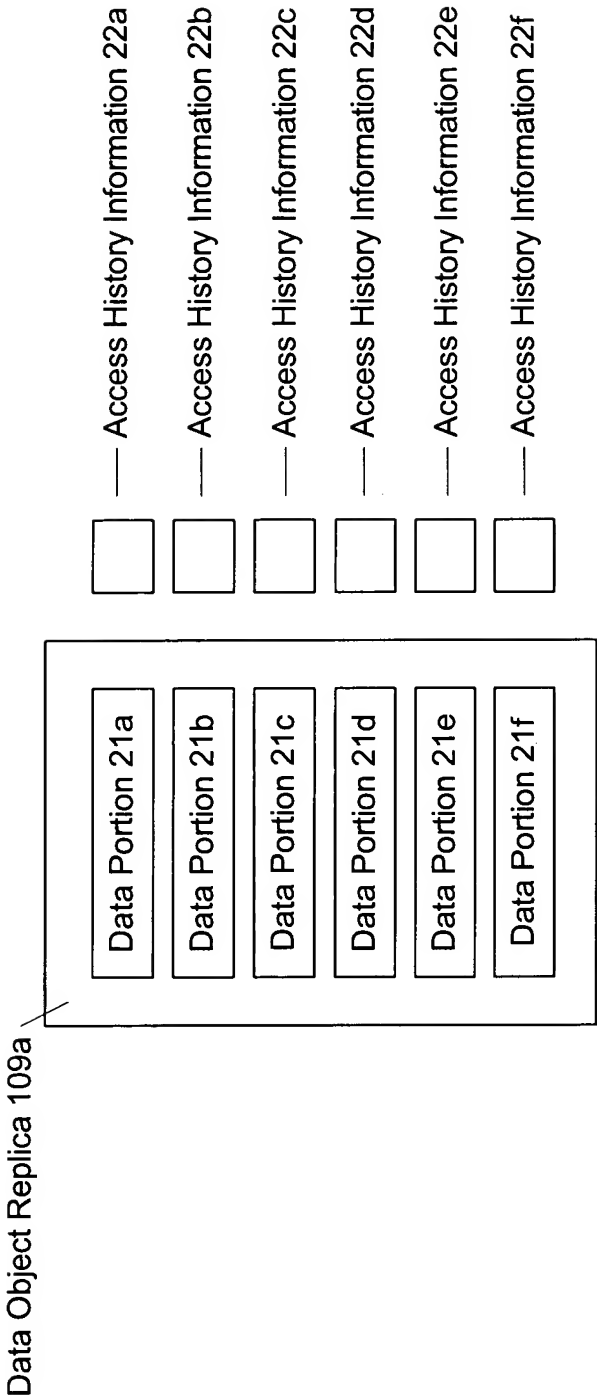 Data Object Replica 109a
Data Portion 21a
Access History Information 22a
Data Portion 21b
Access History Information 22b
Data Portion 21c
Access History Information 22c
Data Portion 21d
Access History Information 22d
Data Portion 21e
Access History Information 22e
Data Portion 21f
Access History Information 22f